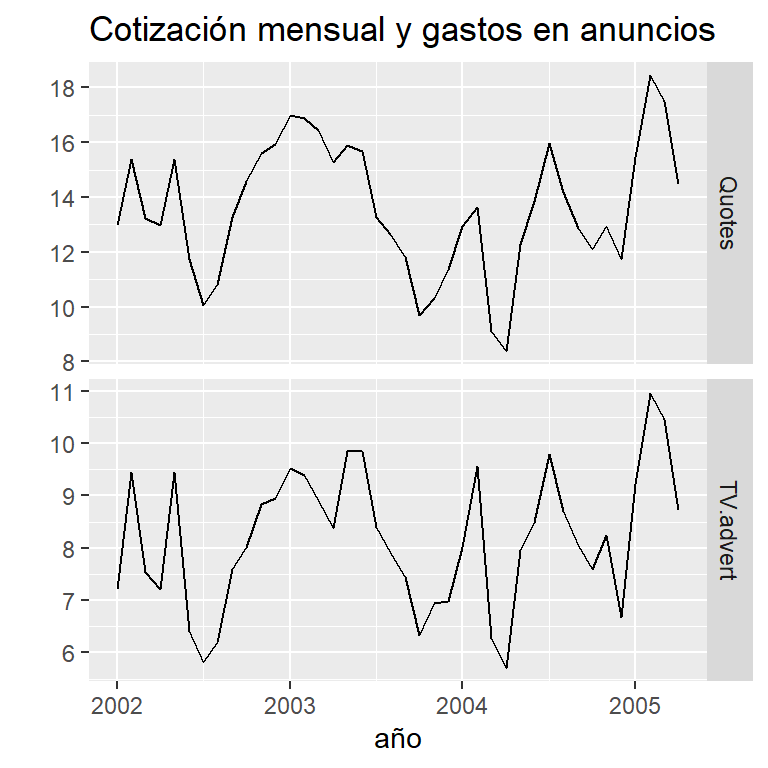 Cotización mensual y gastos en anuncios
18
16
14
12
10
8
Quotes
11
10
9
8
7
6
TV.advert
2002 2003 2004 2005
año